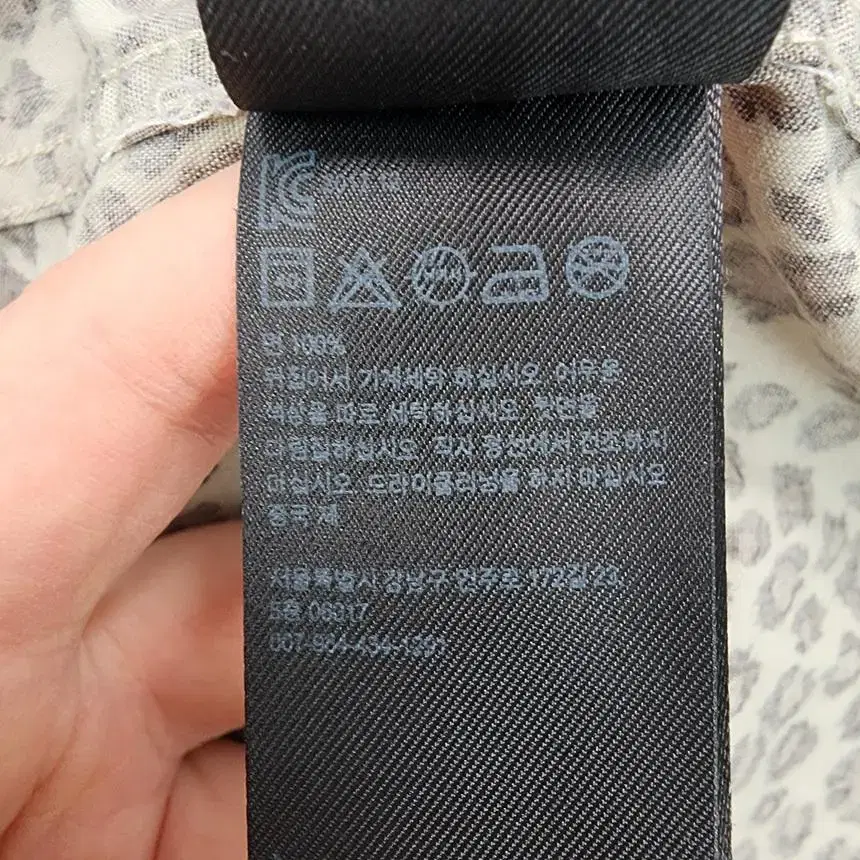 면 100%
뒤집어서 기계세탁 하십시오 어두운
색상을 따로 세탁하십시오 뒷면을
다림질하십시오 직사 광선에서 건조하지
마십시오 드라이클리닝을 하지 마십시오
중국 제
서울특별시 강남구 언주로 172길 23,
5층 06017
007-984-434-1291